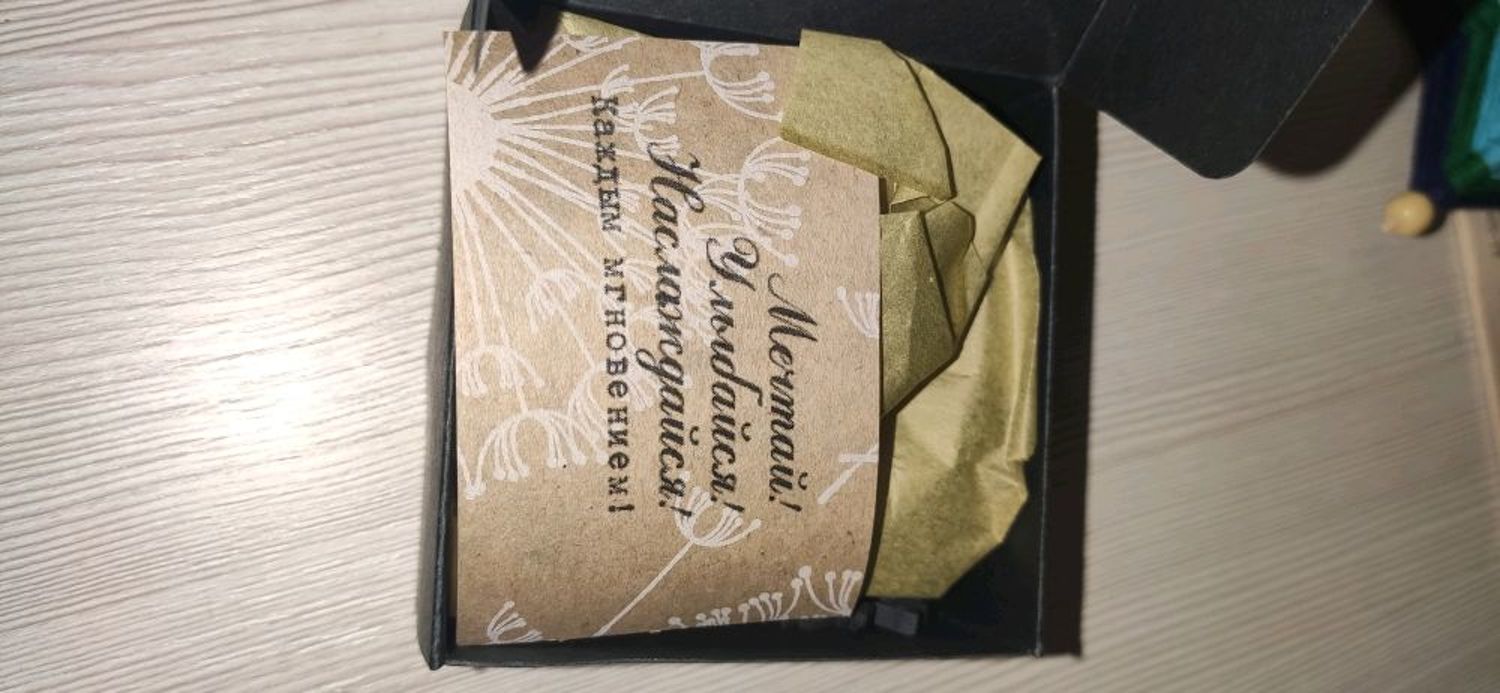 Мечтай!
Улыбайся!
Наслаждайся!
Каждым мгновением!